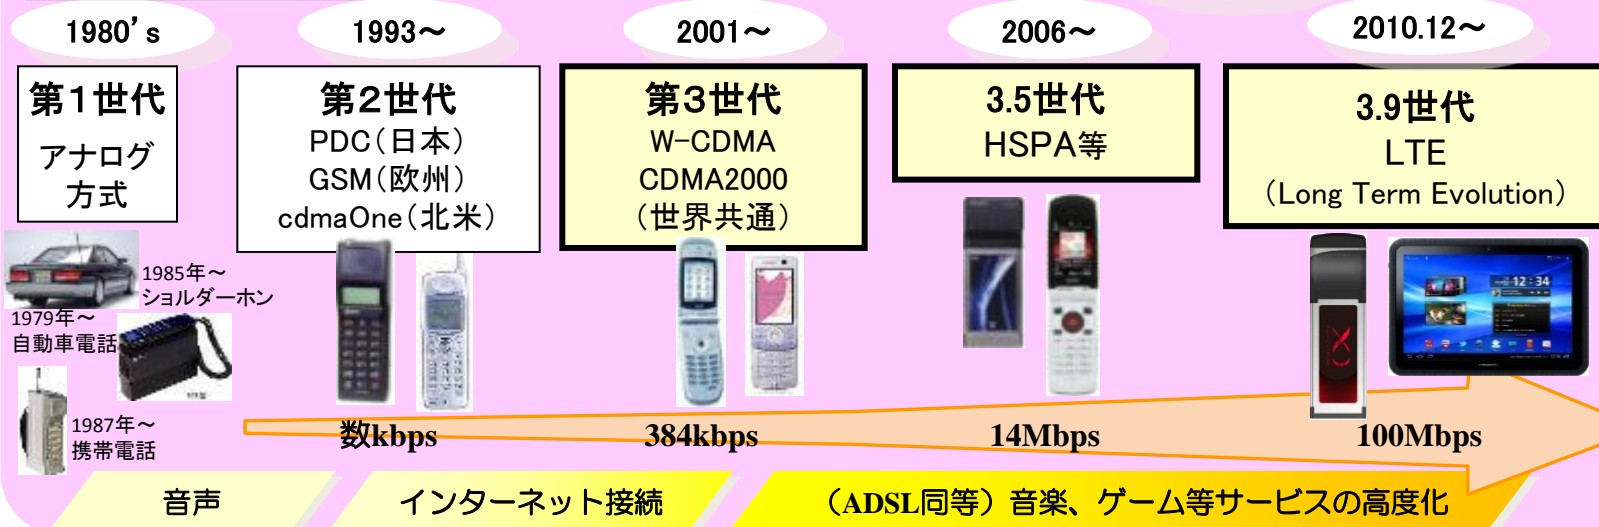 1980's
1993～
2001～
2006～
2010.12～
第1世代
アナログ
方式
第2世代
PDC（日本）
GSM（欧州）
cdmaOne（北米）
第3世代
W-CDMA
CDMA2000
（世界共通）
3.5世代
HSPA等
3.9世代
LTE
（Long Term Evolution）
1985年～
ショルダーホン
1979年～
自動車電話
1987年～
携帯電話
12:34
数kbps
384kbps
14Mbps
100Mbps
音声
インターネット接続
（ADSL同等）音楽、ゲーム等サービスの高度化